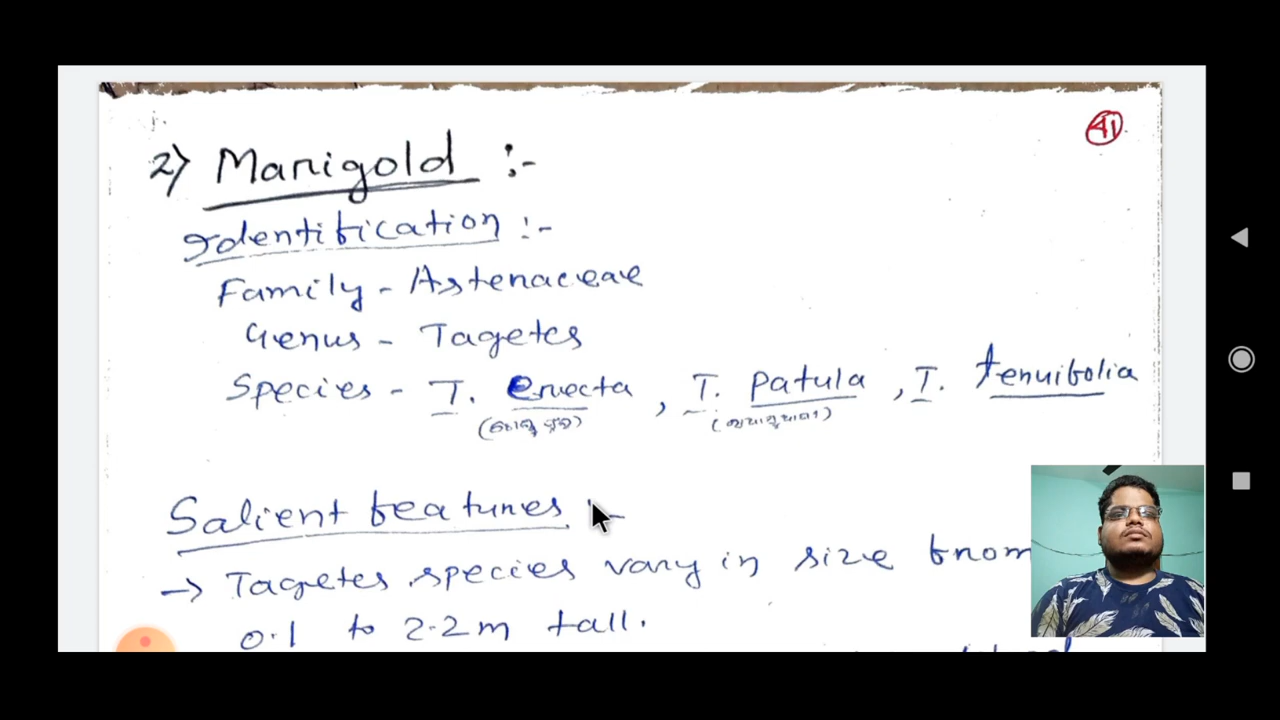 A1
2) Marigold :-
Identification :-
Family - Asteraceae
Genus - Tagetes
Species - T. erecta, T. patula, T. tenuifolia
Salient features :-
→ Tagetes species vary in size from
0.1 to 2.2m tall.